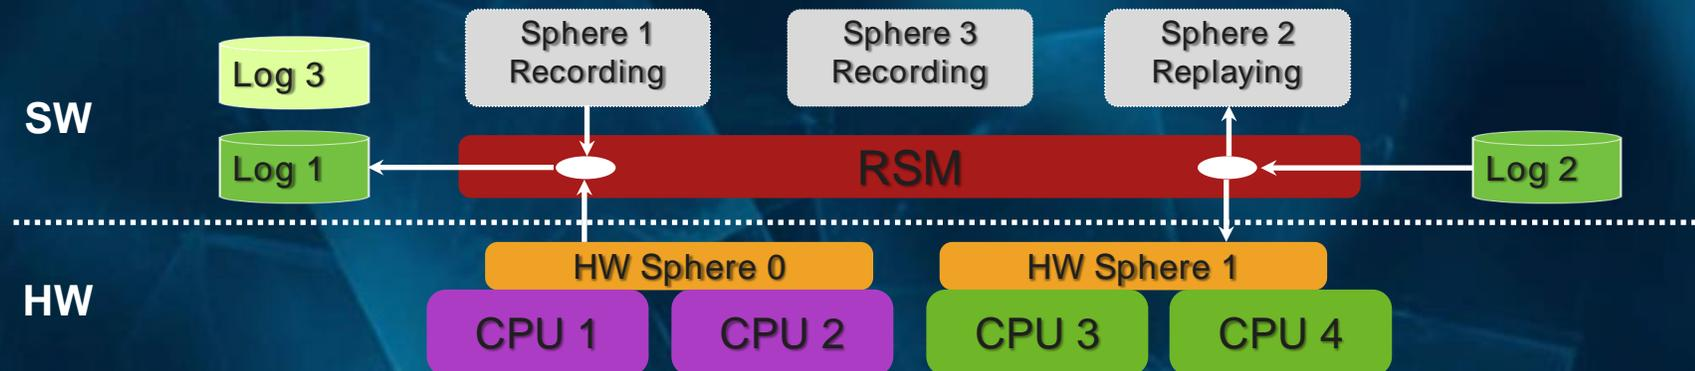 Sphere 1
Recording
Sphere 3
Recording
Sphere 2
Replaying
Log 3
SW
Log 1
RSM
Log 2
HW Sphere 0
HW Sphere 1
HW
CPU 1
CPU 2
CPU 3
CPU 4